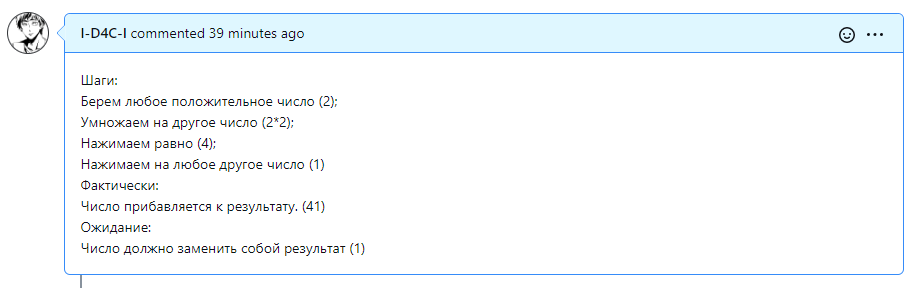 I-D4C-I commented 39 minutes ago
Шаги:
Берем любое положительное число (2);
Умножаем на другое число (2*2);
Нажимаем равно (4);
Нажимаем на любое другое число (1)
Фактически:
Число прибавляется к результату. (41)
Ожидание:
Число должно заменить собой результат (1)